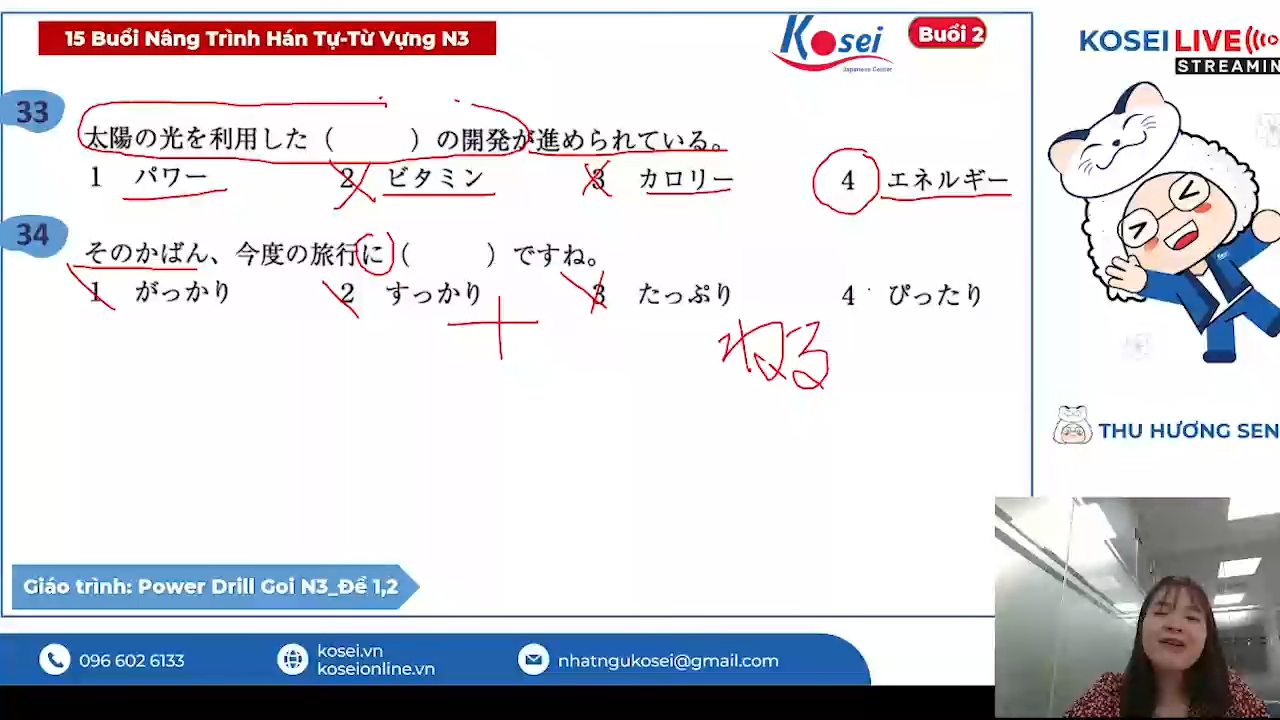 15 Buổi Nâng Trình Hán Tự-Từ Vựng N3
Kosei
Japanese Center
Buổi 2
KOSEI LIVE
STREAMIN
33
太陽の光を利用した（　　）の開発が進められている。
1 パワー 2 ビタミン 3 カロリー 4 エネルギー
34
そのかばん、今度の旅行に（　　）ですね。
1 がっかり 2 すっかり 3 たっぷり 4 ぴったり
ねる
THU HƯƠNG SEN
Giáo trình: Power Drill Goi N3_Đề 1,2
096 602 6133
kosei.vn
koseionline.vn
nhatngukosei@gmail.com